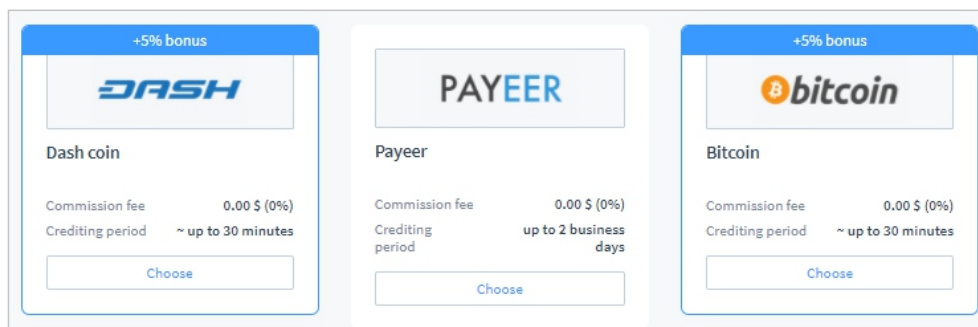 +5% bonus
DASH
Dash coin
Commission fee 0.00 $ (0%)
Crediting period ~ up to 30 minutes
Choose
PAYEER
Payeer
Commission fee 0.00 $ (0%)
Crediting period up to 2 business
days
Choose
+5% bonus
bitcoin
Bitcoin
Commission fee 0.00 $ (0%)
Crediting period ~ up to 30 minutes
Choose